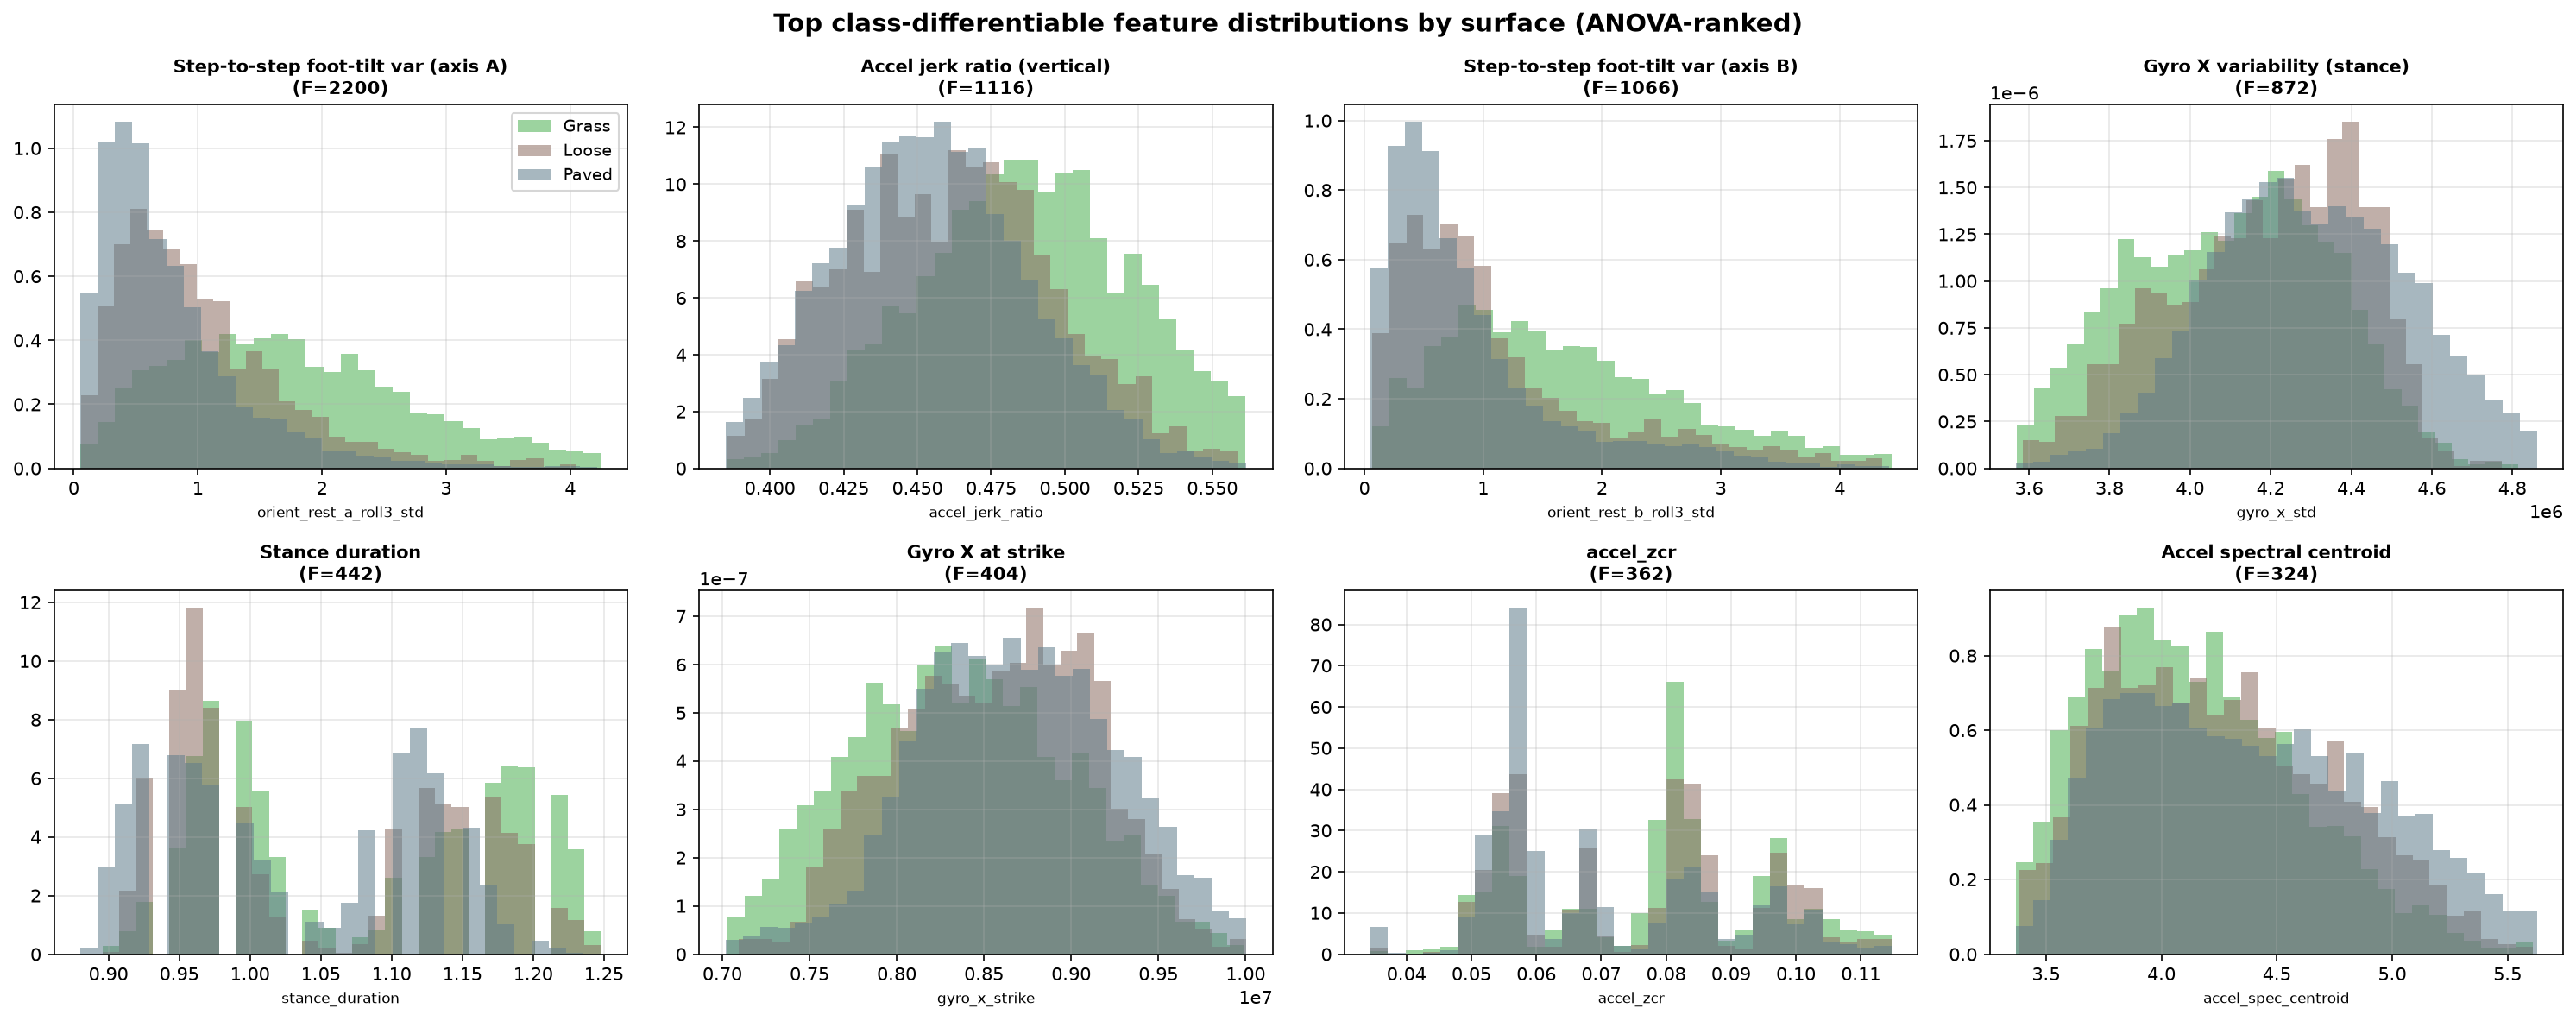 Top class-differentiable feature distributions by surface (ANOVA-ranked)
Step-to-step foot-tilt var (axis A)
(F=2200)
Grass
Loose
Paved
1.0
0.8
0.6
0.4
0.2
0.0
0 1 2 3 4
orient_rest_a_roll3_std
Accel jerk ratio (vertical)
(F=1116)
12
10
8
6
4
2
0
0.400 0.425 0.450 0.475 0.500 0.525 0.550
accel_jerk_ratio
Step-to-step foot-tilt var (axis B)
(F=1066)
1.0
0.8
0.6
0.4
0.2
0.0
0 1 2 3 4
orient_rest_b_roll3_std
Gyro X variability (stance)
(F=872)
1e−6
1.75
1.50
1.25
1.00
0.75
0.50
0.25
0.00
3.6 3.8 4.0 4.2 4.4 4.6 4.8
1e6
gyro_x_std
Stance duration
(F=442)
12
10
8
6
4
2
0
0.90 0.95 1.00 1.05 1.10 1.15 1.20 1.25
stance_duration
Gyro X at strike
(F=404)
1e−7
7
6
5
4
3
2
1
0
0.70 0.75 0.80 0.85 0.90 0.95 1.00
1e7
gyro_x_strike
accel_zcr
(F=362)
80
70
60
50
40
30
20
10
0
0.04 0.05 0.06 0.07 0.08 0.09 0.10 0.11
accel_zcr
Accel spectral centroid
(F=324)
0.8
0.6
0.4
0.2
0.0
3.5 4.0 4.5 5.0 5.5
accel_spec_centroid